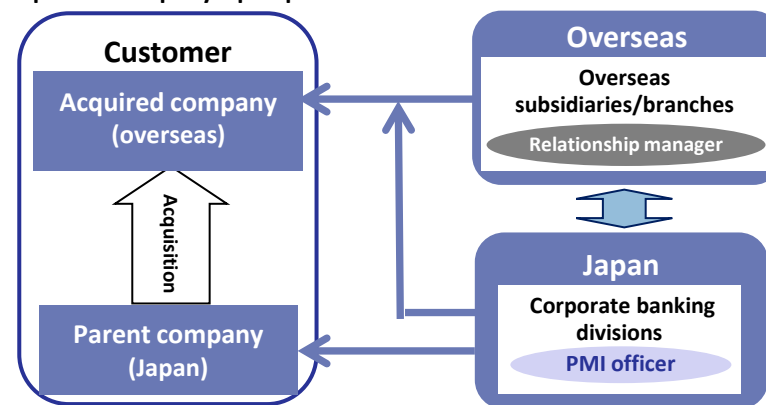 Customer
Acquired company
(overseas)
Acquisition
Parent company
(Japan)
Overseas
Overseas
subsidiaries/branches
Relationship manager
Japan
Corporate banking
divisions
PMI officer